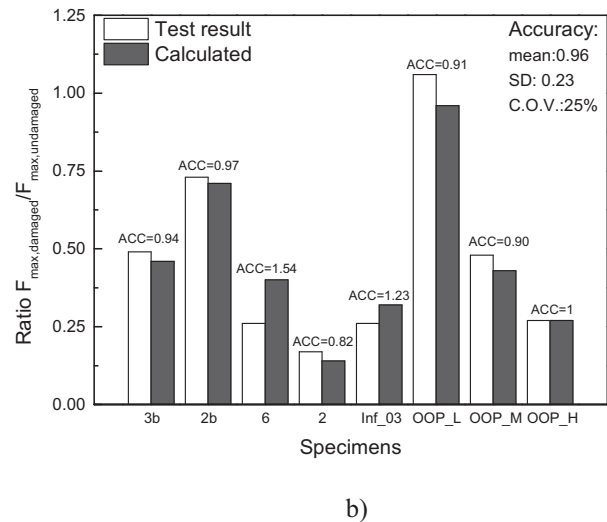 Test result
Calculated
Accuracy:
mean:0.96
SD: 0.23
C.O.V.:25%
Ratio F_max,damaged/F_max,undamaged
1.25
1.00
0.75
0.50
0.25
0.00
ACC=0.94
ACC=0.97
ACC=1.54
ACC=0.82
ACC=1.23
ACC=0.91
ACC=0.90
ACC=1
3b 2b 6 2 Inf_03 OOP_L OOP_M OOP_H
Specimens
b)